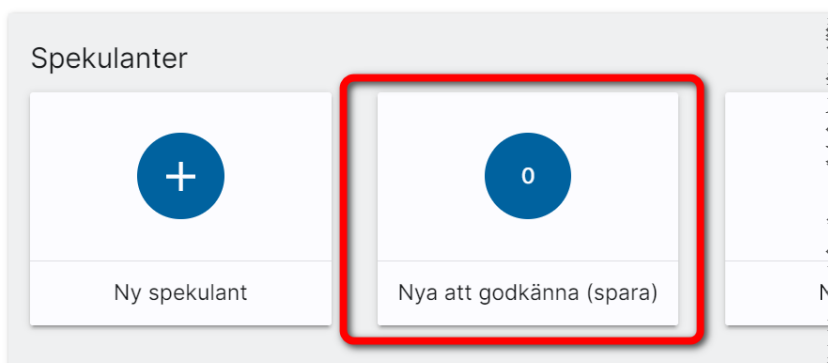 Spekulanter
+
0
Ny spekulant
Nya att godkänna (spara)